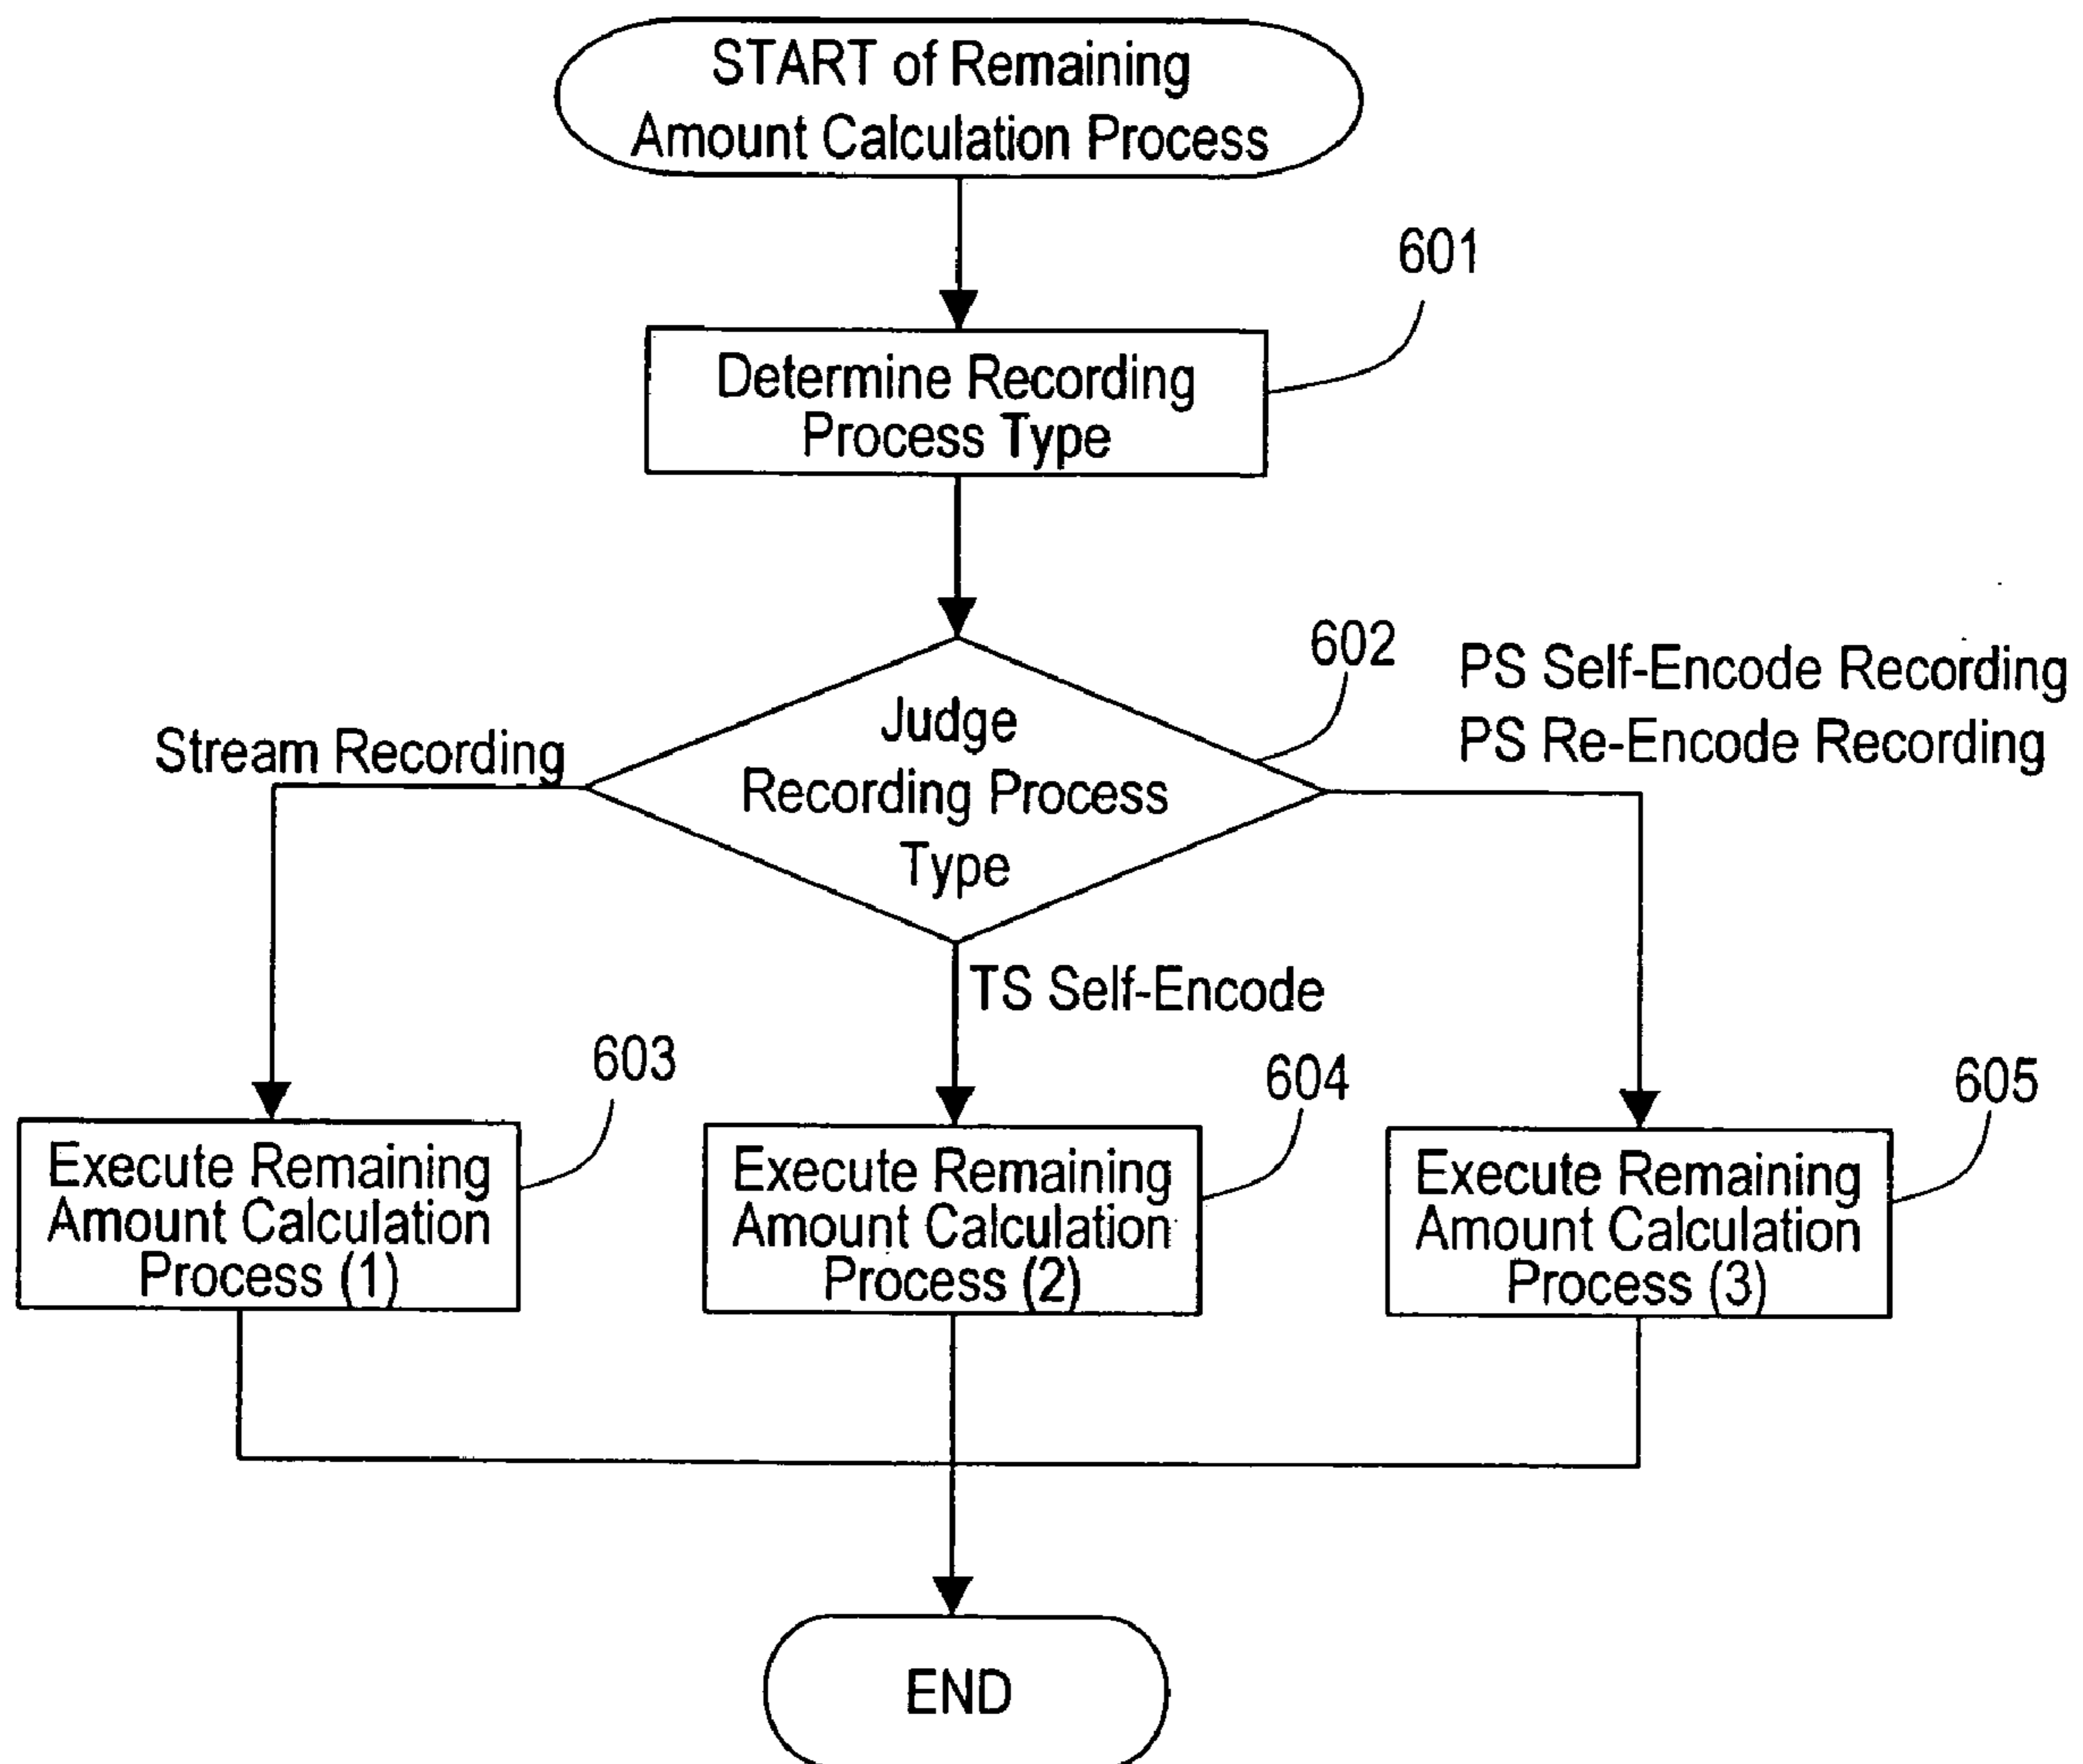 START of Remaining
Amount Calculation Process
601
Determine Recording
Process Type
602
PS Self-Encode Recording
PS Re-Encode Recording
Stream Recording
Judge
Recording Process
Type
TS Self-Encode
603
604
605
Execute Remaining
Amount Calculation
Process (1)
Execute Remaining
Amount Calculation
Process (2)
Execute Remaining
Amount Calculation
Process (3)
END